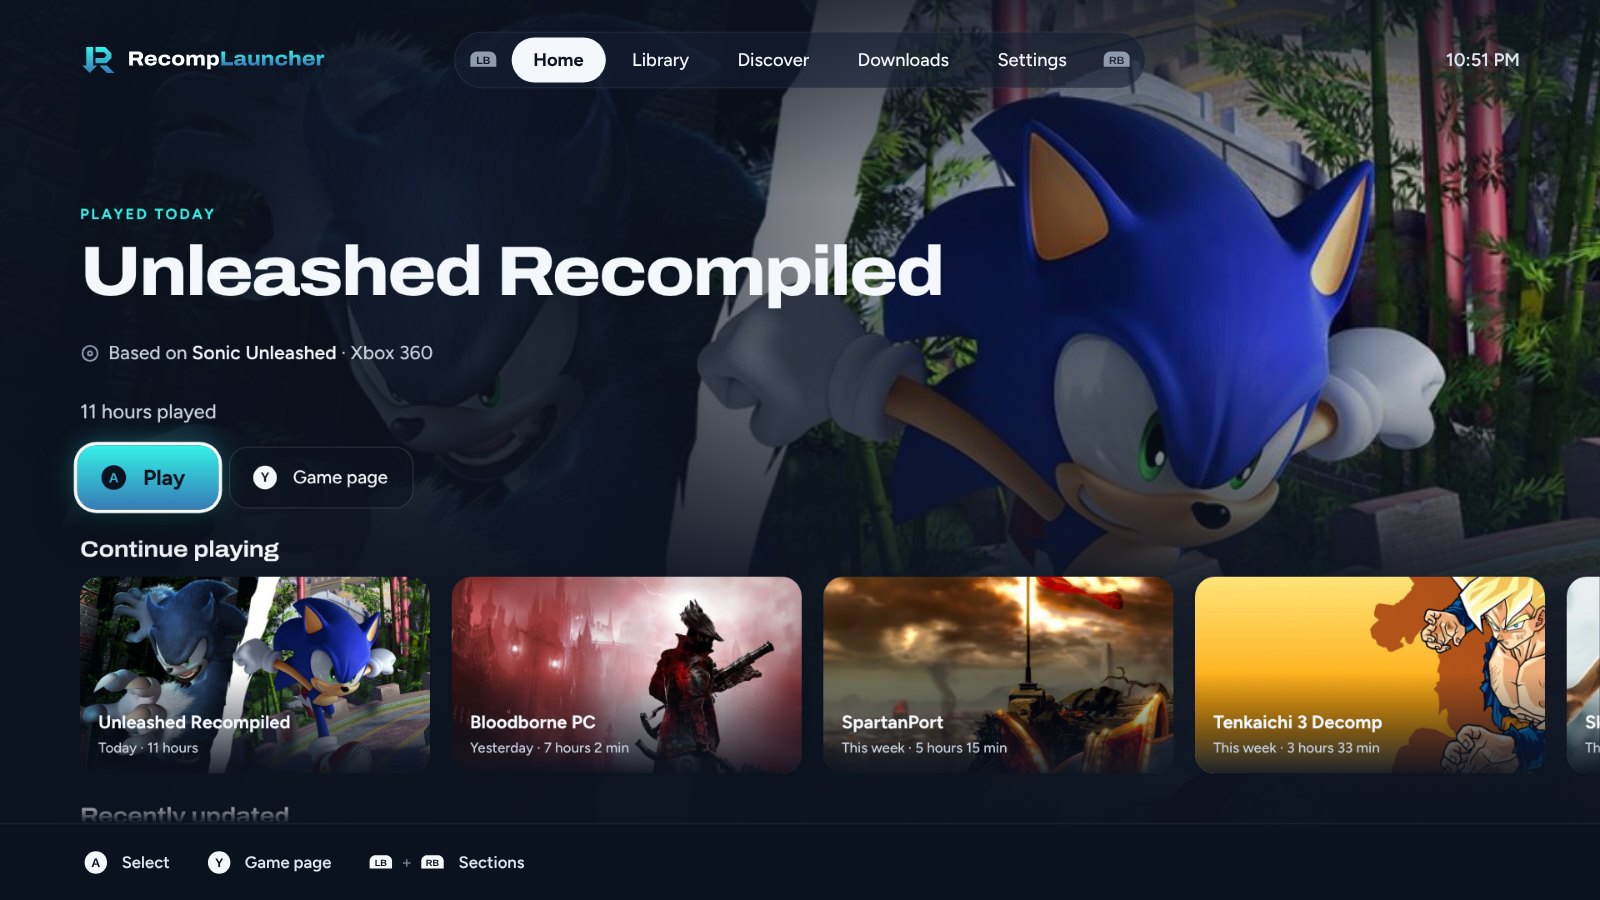 RecompLauncher
LB Home Library Discover Downloads Settings RB
10:51 PM
PLAYED TODAY
Unleashed Recompiled
Based on Sonic Unleashed · Xbox 360
11 hours played
A Play
Y Game page
Continue playing
Unleashed Recompiled
Today · 11 hours
Bloodborne PC
Yesterday · 7 hours 2 min
SpartanPort
This week · 5 hours 15 min
Tenkaichi 3 Decomp
This week · 3 hours 33 min
Recently updated
A Select Y Game page LB + RB Sections